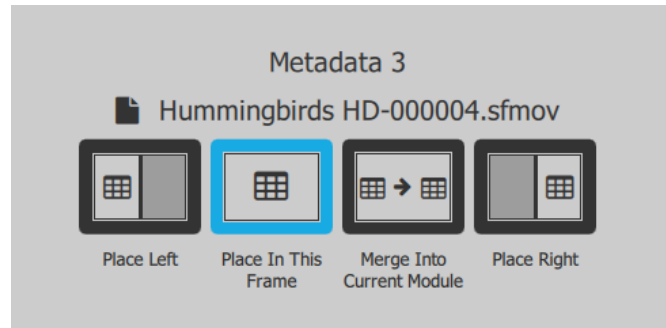 Metadata 3
Hummingbirds HD-000004.sfmov
Place Left
Place In This
Frame
Merge Into
Current Module
Place Right